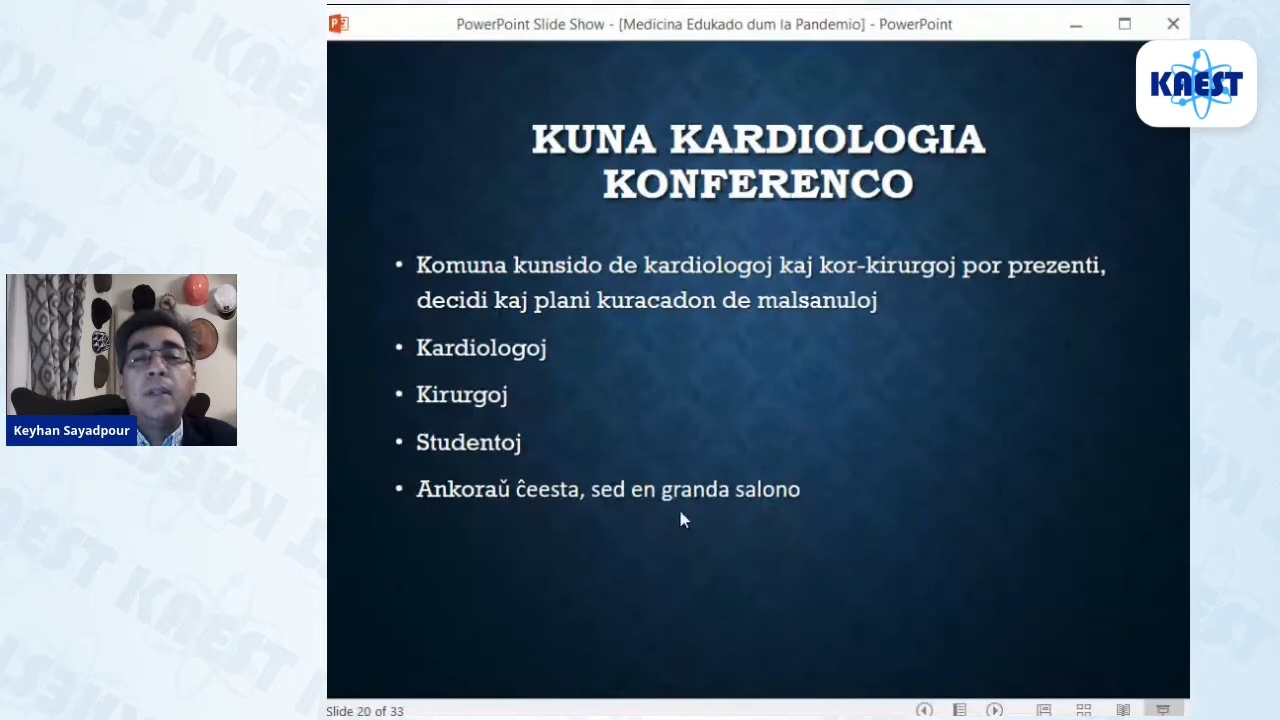 PowerPoint Slide Show - [Medicina Edukado dum la Pandemio] - PowerPoint
KAEST
KUNA KARDIOLOGIA
KONFERENCO
• Komuna kunsido de kardiologoj kaj kor-kirurgoj por prezenti,
decidi kaj plani kuracadon de malsanuloj
• Kardiologoj
• Kirurgoj
• Studentoj
• Ankoraŭ ĉeesta, sed en granda salono
Keyhan Sayadpour
Slide 20 of 33